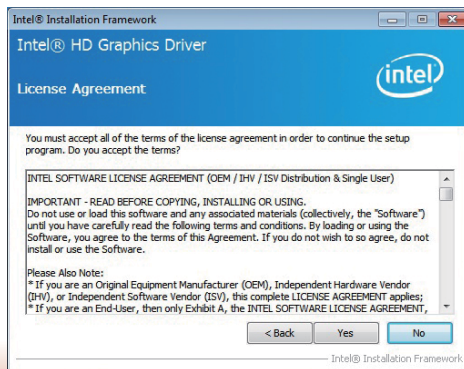 Intel® Installation Framework
Intel® HD Graphics Driver
intel
License Agreement
You must accept all of the terms of the license agreement in order to continue the setup
program. Do you accept the terms?
INTEL SOFTWARE LICENSE AGREEMENT (OEM / IHV / ISV Distribution & Single User)
IMPORTANT - READ BEFORE COPYING, INSTALLING OR USING.
Do not use or load this software and any associated materials (collectively, the "Software")
until you have carefully read the following terms and conditions. By loading or using the
Software, you agree to the terms of this Agreement. If you do not wish to so agree, do not
install or use the Software.
Please Also Note:
* If you are an Original Equipment Manufacturer (OEM), Independent Hardware Vendor
(IHV), or Independent Software Vendor (ISV), this complete LICENSE AGREEMENT applies;
* If you are an End-User, then only Exhibit A, the INTEL SOFTWARE LICENSE AGREEMENT,
< Back Yes No
Intel® Installation Framework